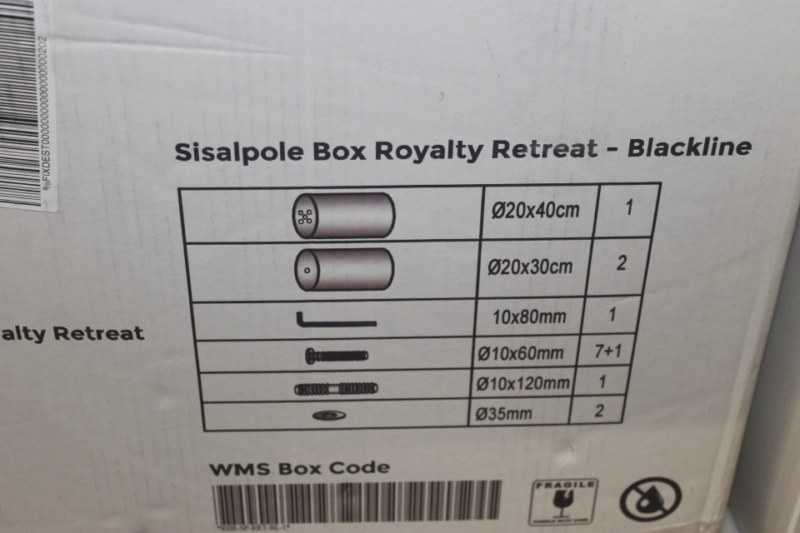 %FIXDEST0000000000000000000202
Sisalpole Box Royalty Retreat - Blackline
Ø20x40cm 1
Ø20x30cm 2
10x80mm 1
Ø10x60mm 7+1
Ø10x120mm 1
Ø35mm 2
alty Retreat
WMS Box Code
FRAGILE